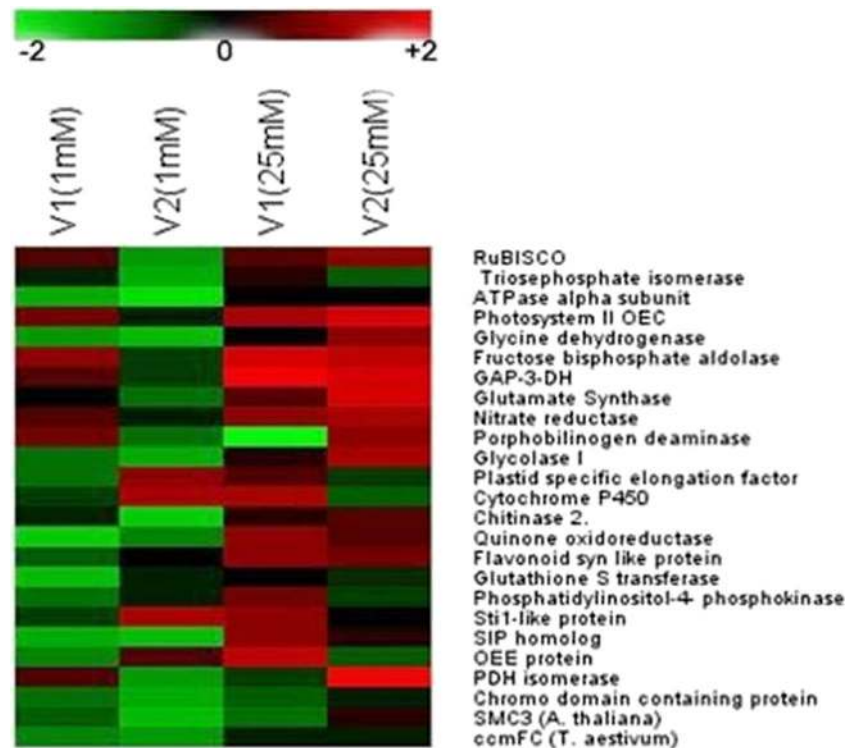 -2 0 +2
V1(1mM) V2(1mM) V1(25mM) V2(25mM)
RuBISCO
Triosephosphate isomerase
ATPase alpha subunit
Photosystem II OEC
Glycine dehydrogenase
Fructose bisphosphate aldolase
GAP-3-DH
Glutamate Synthase
Nitrate reductase
Porphobilinogen deaminase
Glycolase I
Plastid specific elongation factor
Cytochrome P450
Chitinase 2.
Quinone oxidoreductase
Flavonoid syn like protein
Glutathione S transferase
Phosphatidylinositol-4- phosphokinase
Sti1-like protein
SIP homolog
OEE protein
PDH isomerase
Chromo domain containing protein
SMC3 (A. thaliana)
ccmFC (T. aestivum)